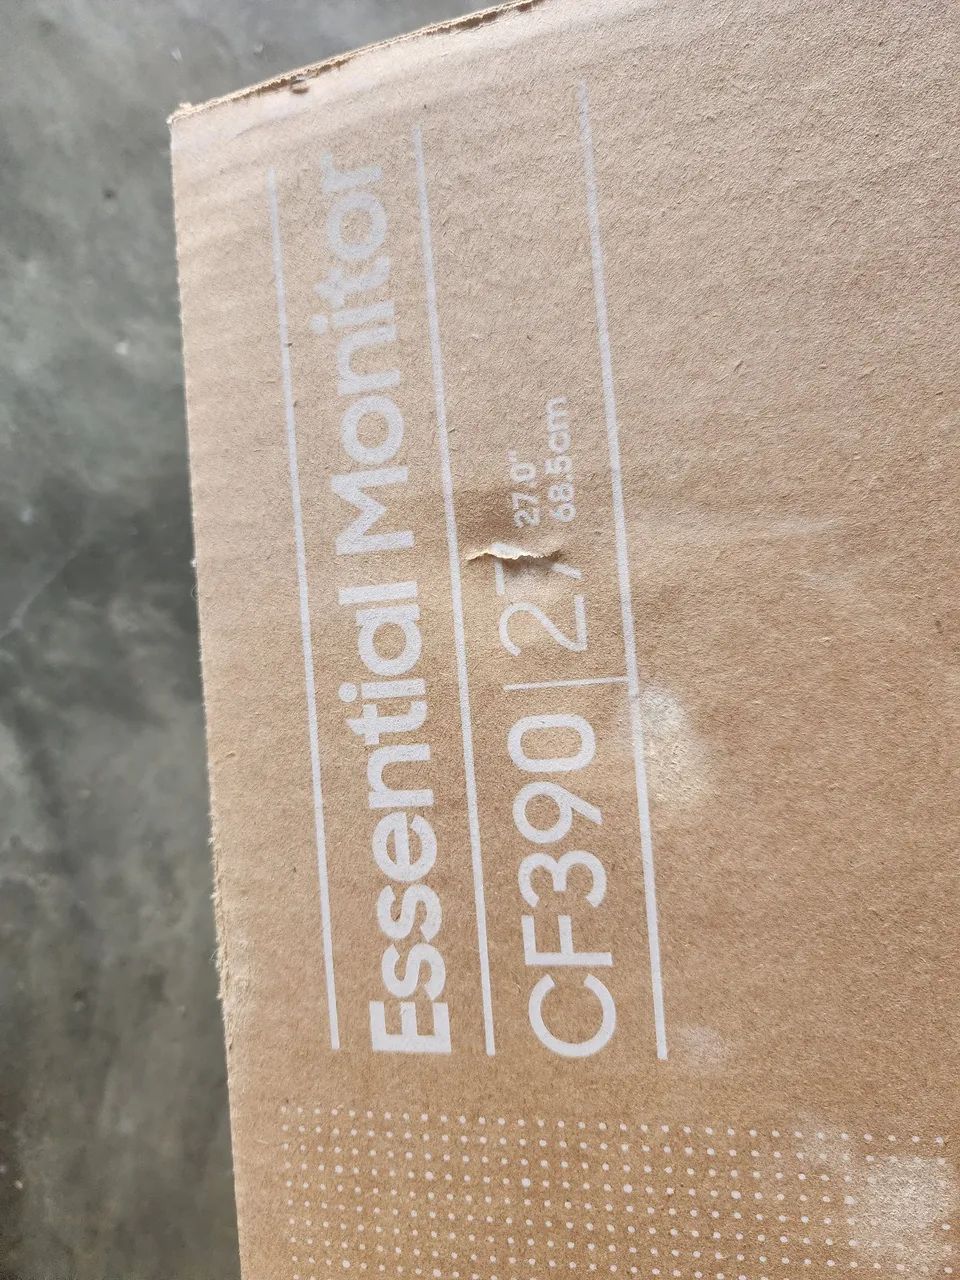 Essential Monitor
CF390 | 27 27.0"
68.5cm